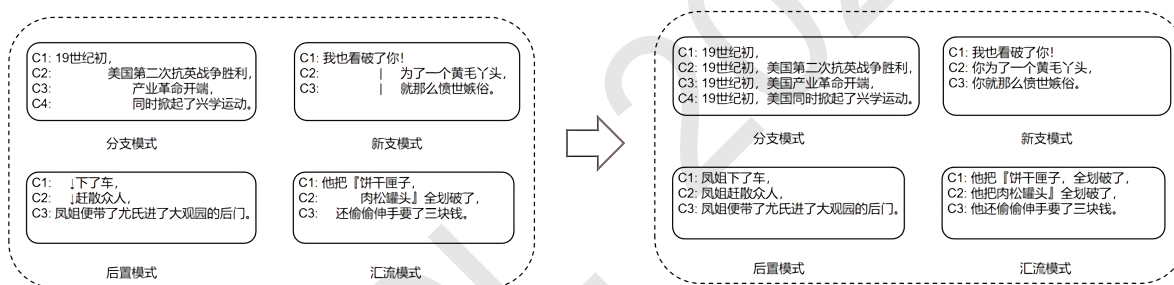 C1: 19世纪初，
C2: 美国第二次抗英战争胜利，
C3: 产业革命开端，
C4: 同时掀起了兴学运动。
分支模式
C1: 我也看破了你！
C2: | 为了一个黄毛丫头，
C3: | 就那么愤世嫉俗。
新支模式
C1: ↓下了车，
C2: ↓赶散众人，
C3: 凤姐便带了尤氏进了大观园的后门。
后置模式
C1: 他把『饼干匣子，
C2: 肉松罐头』全划破了，
C3: 还偷偷伸手要了三块钱。
汇流模式
C1: 19世纪初，
C2: 19世纪初，美国第二次抗英战争胜利，
C3: 19世纪初，美国产业革命开端，
C4: 19世纪初，美国同时掀起了兴学运动。
分支模式
C1: 我也看破了你！
C2: 你为了一个黄毛丫头，
C3: 你就那么愤世嫉俗。
新支模式
C1: 凤姐下了车，
C2: 凤姐赶散众人，
C3: 凤姐便带了尤氏进了大观园的后门。
后置模式
C1: 他把『饼干匣子，全划破了，
C2: 他把肉松罐头』全划破了，
C3: 他还偷偷伸手要了三块钱。
汇流模式